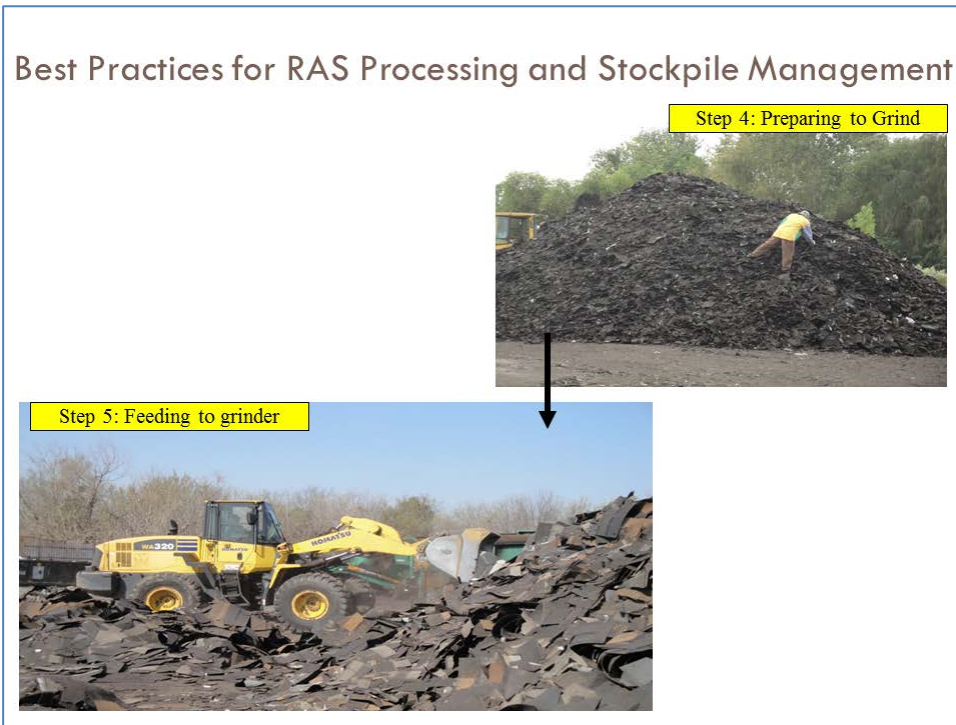 Best Practices for RAS Processing and Stockpile Management
Step 4: Preparing to Grind
Step 5: Feeding to grinder
WA320
KOMATSU
KOMATSU